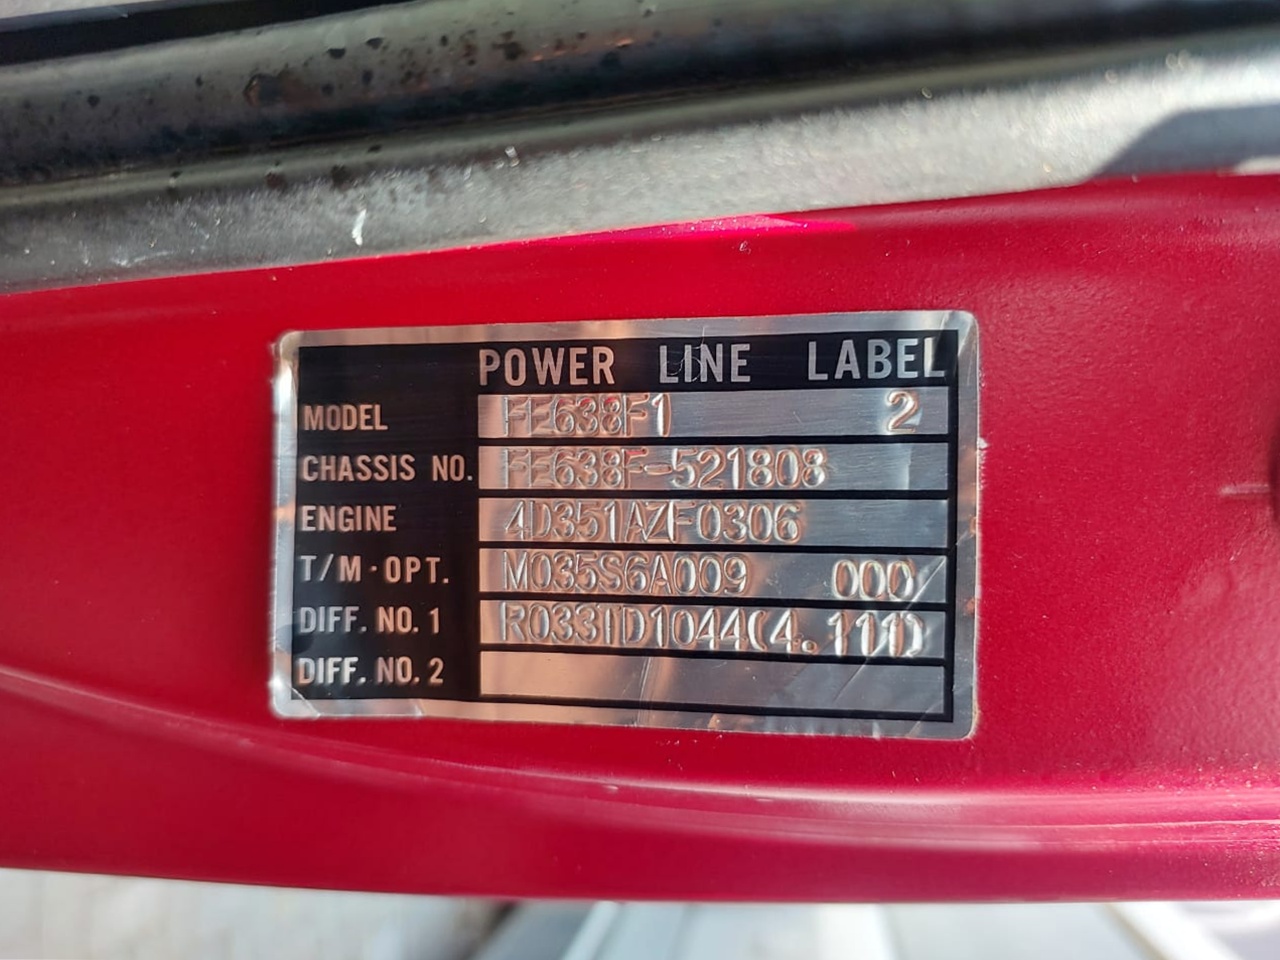 POWER LINE LABEL
MODEL FE638F1 2
CHASSIS NO. FE638F-521808
ENGINE 4D351AZF0306
T/M·OPT. M035S6A009 000
DIFF. NO. 1 R033TD1044(4.111)
DIFF. NO. 2